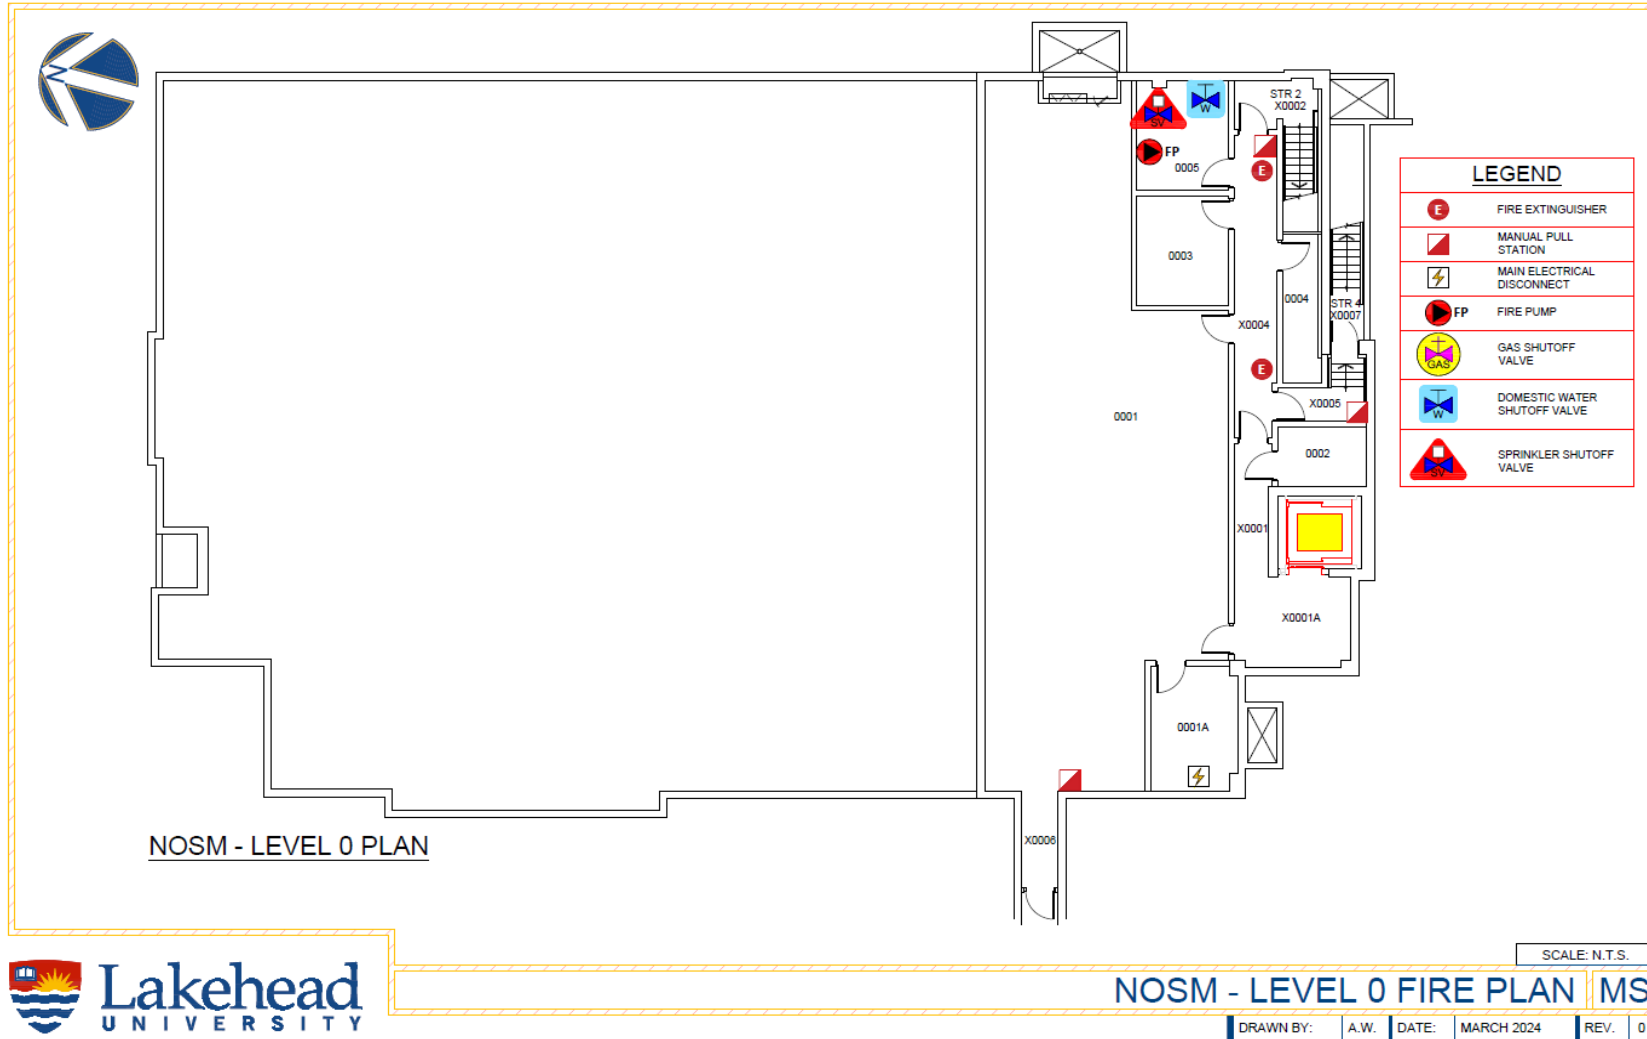 N
SV
W
FP
0005
STR 2
X0002
E
0003
0004
STR 4
X0007
X0004
E
0001
X0005
0002
X0001
X0001A
0001A
X0006
LEGEND
E FIRE EXTINGUISHER
MANUAL PULL
STATION
MAIN ELECTRICAL
DISCONNECT
FP FIRE PUMP
GAS SHUTOFF
VALVE
GAS
DOMESTIC WATER
SHUTOFF VALVE
W
SPRINKLER SHUTOFF
VALVE
SV
NOSM - LEVEL 0 PLAN
Lakehead
UNIVERSITY
SCALE: N.T.S.
NOSM - LEVEL 0 FIRE PLAN MS
DRAWN BY: A.W. DATE: MARCH 2024 REV. 0